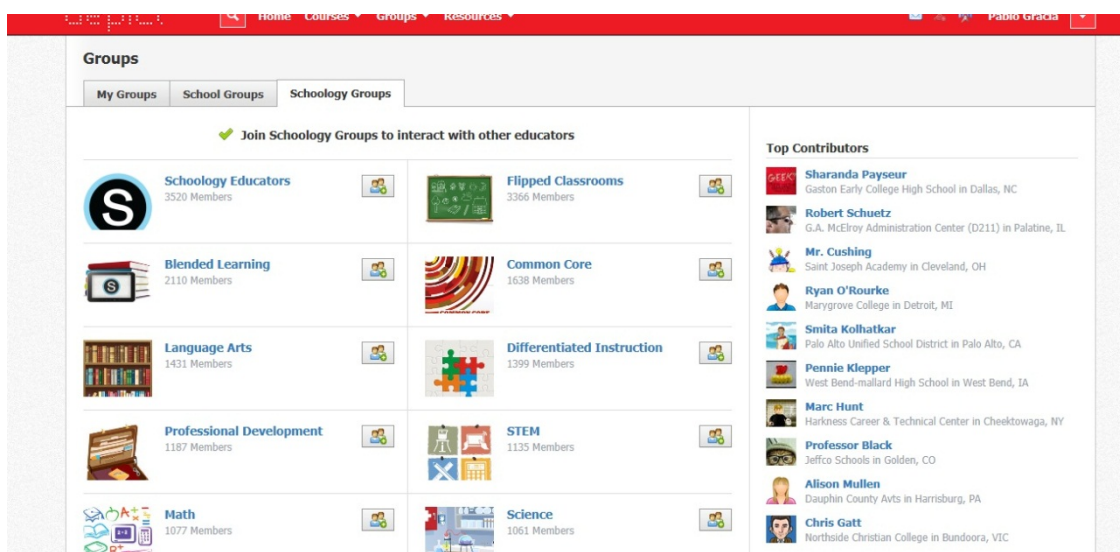 Home Courses Groups Resources
Pablo Gracia
Groups
My Groups School Groups Schoology Groups
Join Schoology Groups to interact with other educators
Schoology Educators
3520 Members
Flipped Classrooms
3366 Members
Blended Learning
2110 Members
Common Core
1638 Members
COMMON CORE
Language Arts
1431 Members
Differentiated Instruction
1399 Members
Professional Development
1187 Members
STEM
1135 Members
Math
1077 Members
Science
1061 Members
Top Contributors
Sharanda Payseur
Gaston Early College High School in Dallas, NC
Robert Schuetz
G.A. McElroy Administration Center (D211) in Palatine, IL
Mr. Cushing
Saint Joseph Academy in Cleveland, OH
Ryan O'Rourke
Marygrove College in Detroit, MI
Smita Kolhatkar
Palo Alto Unified School District in Palo Alto, CA
Pennie Klepper
West Bend-mallard High School in West Bend, IA
Marc Hunt
Harkness Career & Technical Center in Cheektowaga, NY
Professor Black
Jeffco Schools in Golden, CO
Alison Mullen
Dauphin County Avts in Harrisburg, PA
Chris Gatt
Northside Christian College in Bundoora, VIC